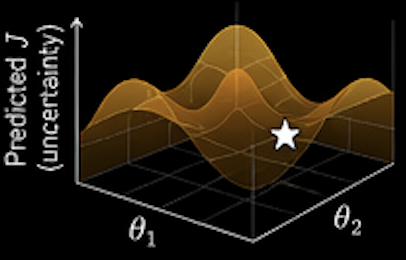 Predicted J
(uncertainty)
θ₁
θ₂